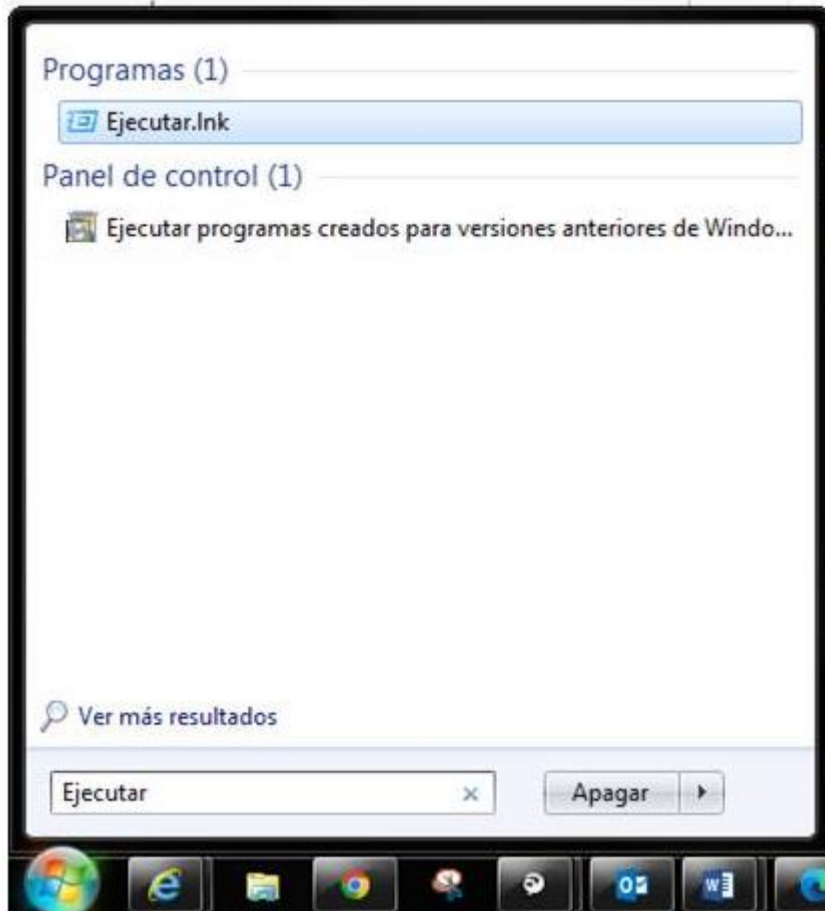 Programas (1)
Ejecutar.lnk
Panel de control (1)
Ejecutar programas creados para versiones anteriores de Windo...
Ver más resultados
Ejecutar
Apagar